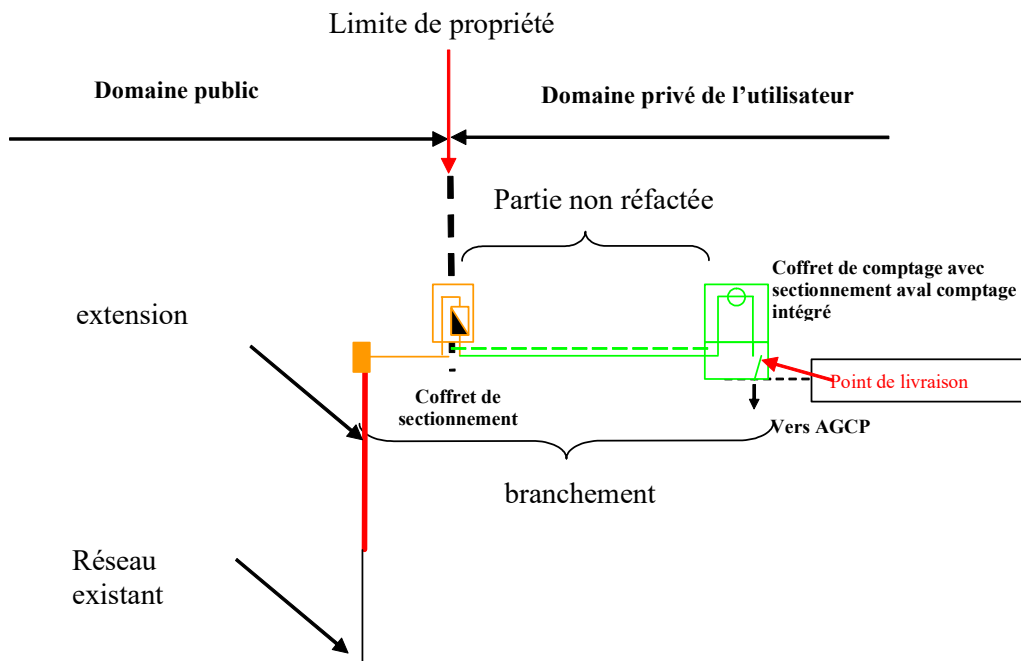 Limite de propriété
Domaine public
Domaine privé de l’utilisateur
Partie non réfactée
Coffret de comptage avec
sectionnement aval comptage
intégré
extension
Point de livraison
Coffret de
sectionnement
Vers AGCP
branchement
Réseau
existant